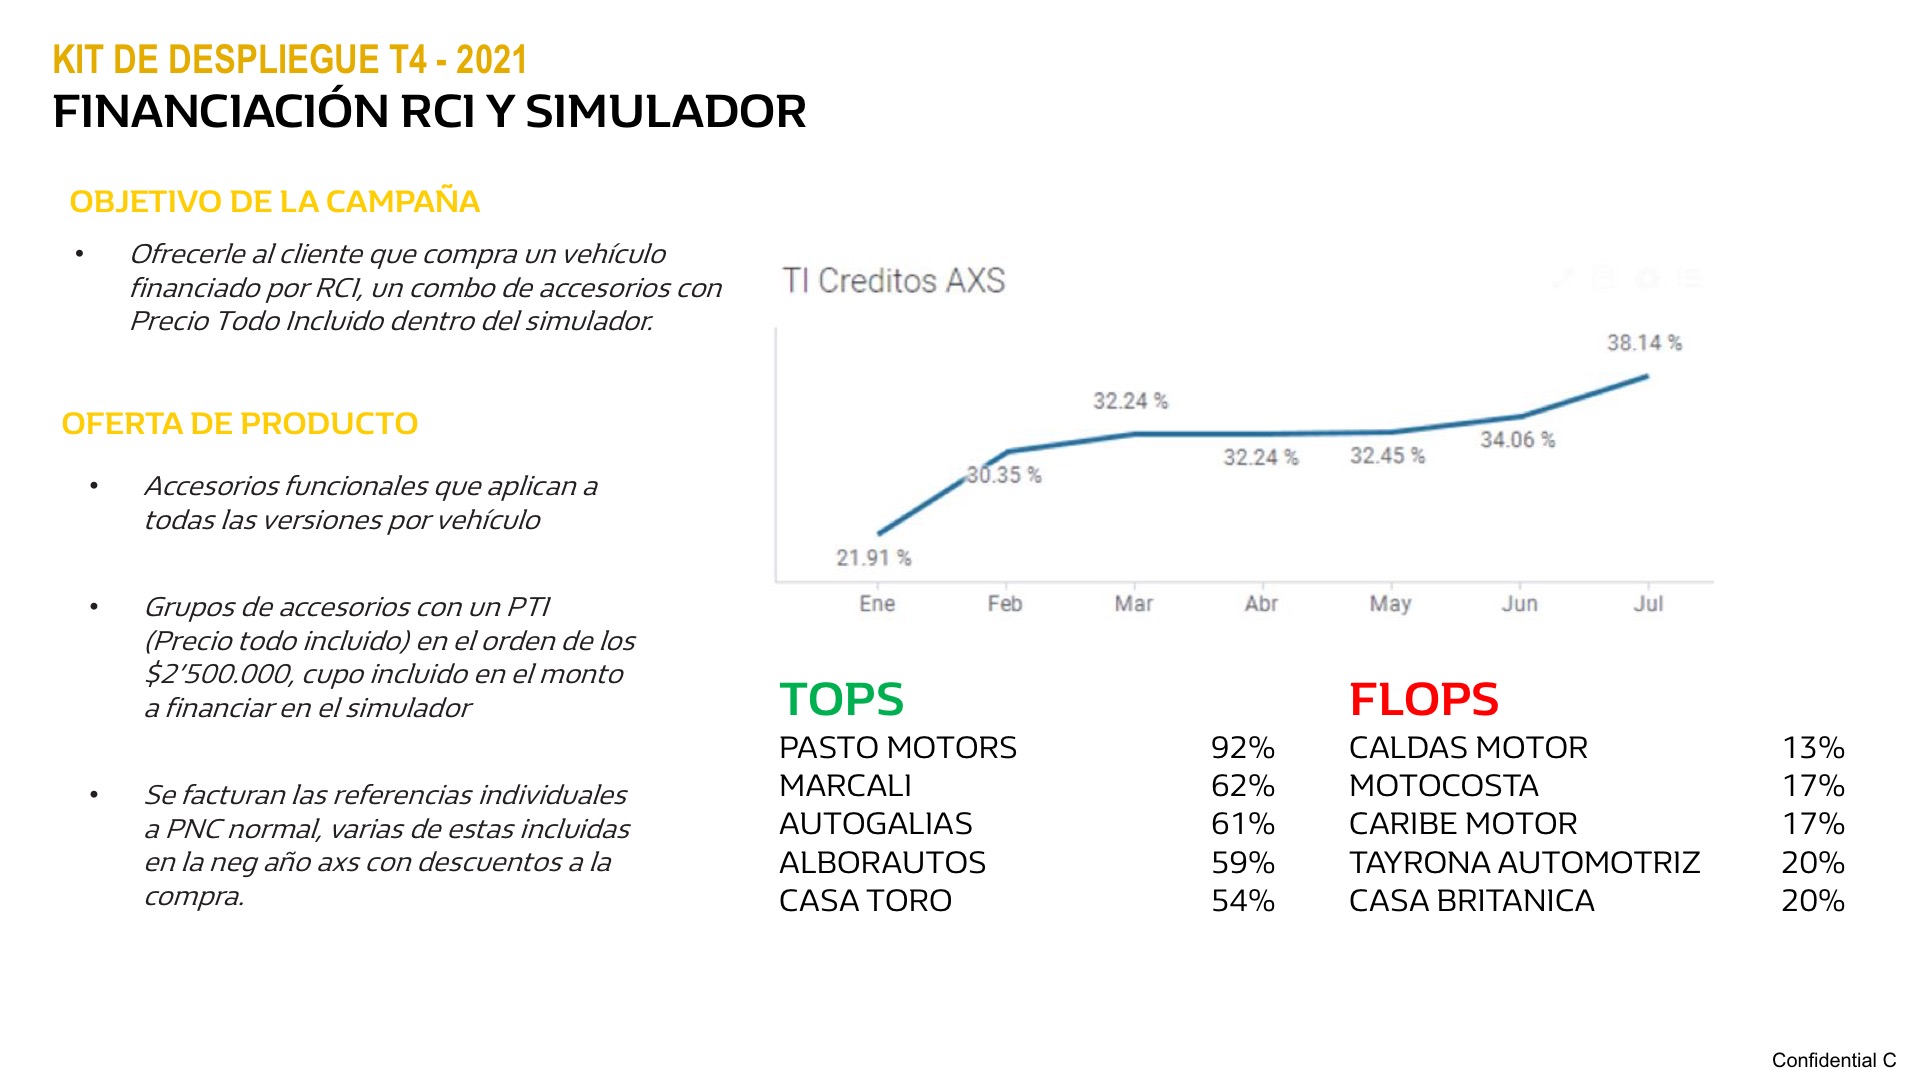 KIT DE DESPLIEGUE T4 - 2021
FINANCIACIÓN RCI Y SIMULADOR
OBJETIVO DE LA CAMPAÑA
• Ofrecerle al cliente que compra un vehículo
financiado por RCI, un combo de accesorios con
Precio Todo Incluido dentro del simulador.
OFERTA DE PRODUCTO
• Accesorios funcionales que aplican a
todas las versiones por vehículo
• Grupos de accesorios con un PTI
(Precio todo incluido) en el orden de los
$2’500.000, cupo incluido en el monto
a financiar en el simulador
• Se facturan las referencias individuales
a PNC normal, varias de estas incluidas
en la neg año axs con descuentos a la
compra.
TI Creditos AXS
21.91 %
30.35 %
32.24 %
32.24 %
32.45 %
34.06 %
38.14 %
Ene Feb Mar Abr May Jun Jul
TOPS
PASTO MOTORS 92%
MARCALI 62%
AUTOGALIAS 61%
ALBORAUTOS 59%
CASA TORO 54%
FLOPS
CALDAS MOTOR 13%
MOTOCOSTA 17%
CARIBE MOTOR 17%
TAYRONA AUTOMOTRIZ 20%
CASA BRITANICA 20%
Confidential C